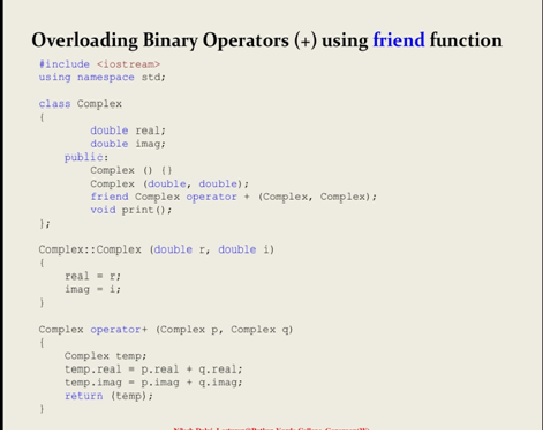 Overloading Binary Operators (+) using friend function
#include <iostream>
using namespace std;
class Complex
{
double real;
double imag;
public:
Complex () {}
Complex (double, double);
friend Complex operator + (Complex, Complex);
void print();
};
Complex::Complex (double r, double i)
{
real = r;
imag = i;
}
Complex operator+ (Complex p, Complex q)
{
Complex temp;
temp.real = p.real + q.real;
temp.imag = p.imag + q.imag;
return (temp);
}